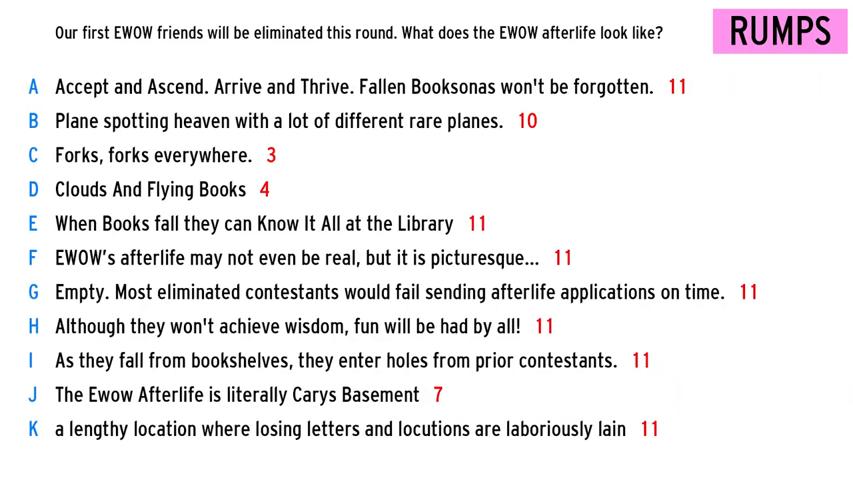 Our first EWOW friends will be eliminated this round. What does the EWOW afterlife look like?
RUMPS
A Accept and Ascend. Arrive and Thrive. Fallen Booksonas won't be forgotten. 11
B Plane spotting heaven with a lot of different rare planes. 10
C Forks, forks everywhere. 3
D Clouds And Flying Books 4
E When Books fall they can Know It All at the Library 11
F EWOW's afterlife may not even be real, but it is picturesque... 11
G Empty. Most eliminated contestants would fail sending afterlife applications on time. 11
H Although they won't achieve wisdom, fun will be had by all! 11
I As they fall from bookshelves, they enter holes from prior contestants. 11
J The Ewow Afterlife is literally Carys Basement 7
K a lengthy location where losing letters and locutions are laboriously lain 11